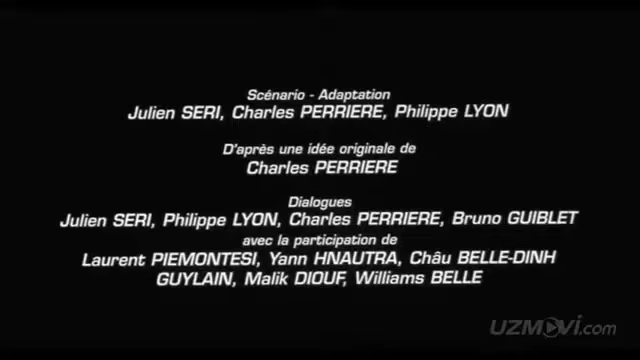 Scénario - Adaptation
Julien SERI, Charles PERRIERE, Philippe LYON
D'après une idée originale de
Charles PERRIERE
Dialogues
Julien SERI, Philippe LYON, Charles PERRIERE, Bruno GUIBLET
avec la participation de
Laurent PIEMONTESI, Yann HNAUTRA, Châu BELLE-DINH
GUYLAIN, Malik DIOUF, Williams BELLE
UZMOVi.com